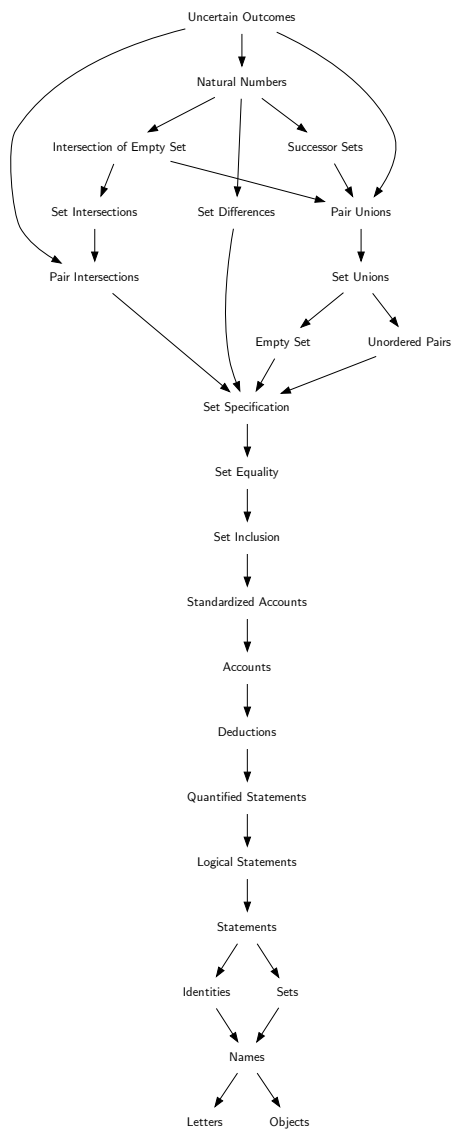 Uncertain Outcomes
Natural Numbers
Intersection of Empty Set
Successor Sets
Set Intersections
Set Differences
Pair Unions
Pair Intersections
Set Unions
Empty Set
Unordered Pairs
Set Specification
Set Equality
Set Inclusion
Standardized Accounts
Accounts
Deductions
Quantified Statements
Logical Statements
Statements
Identities
Sets
Names
Letters
Objects